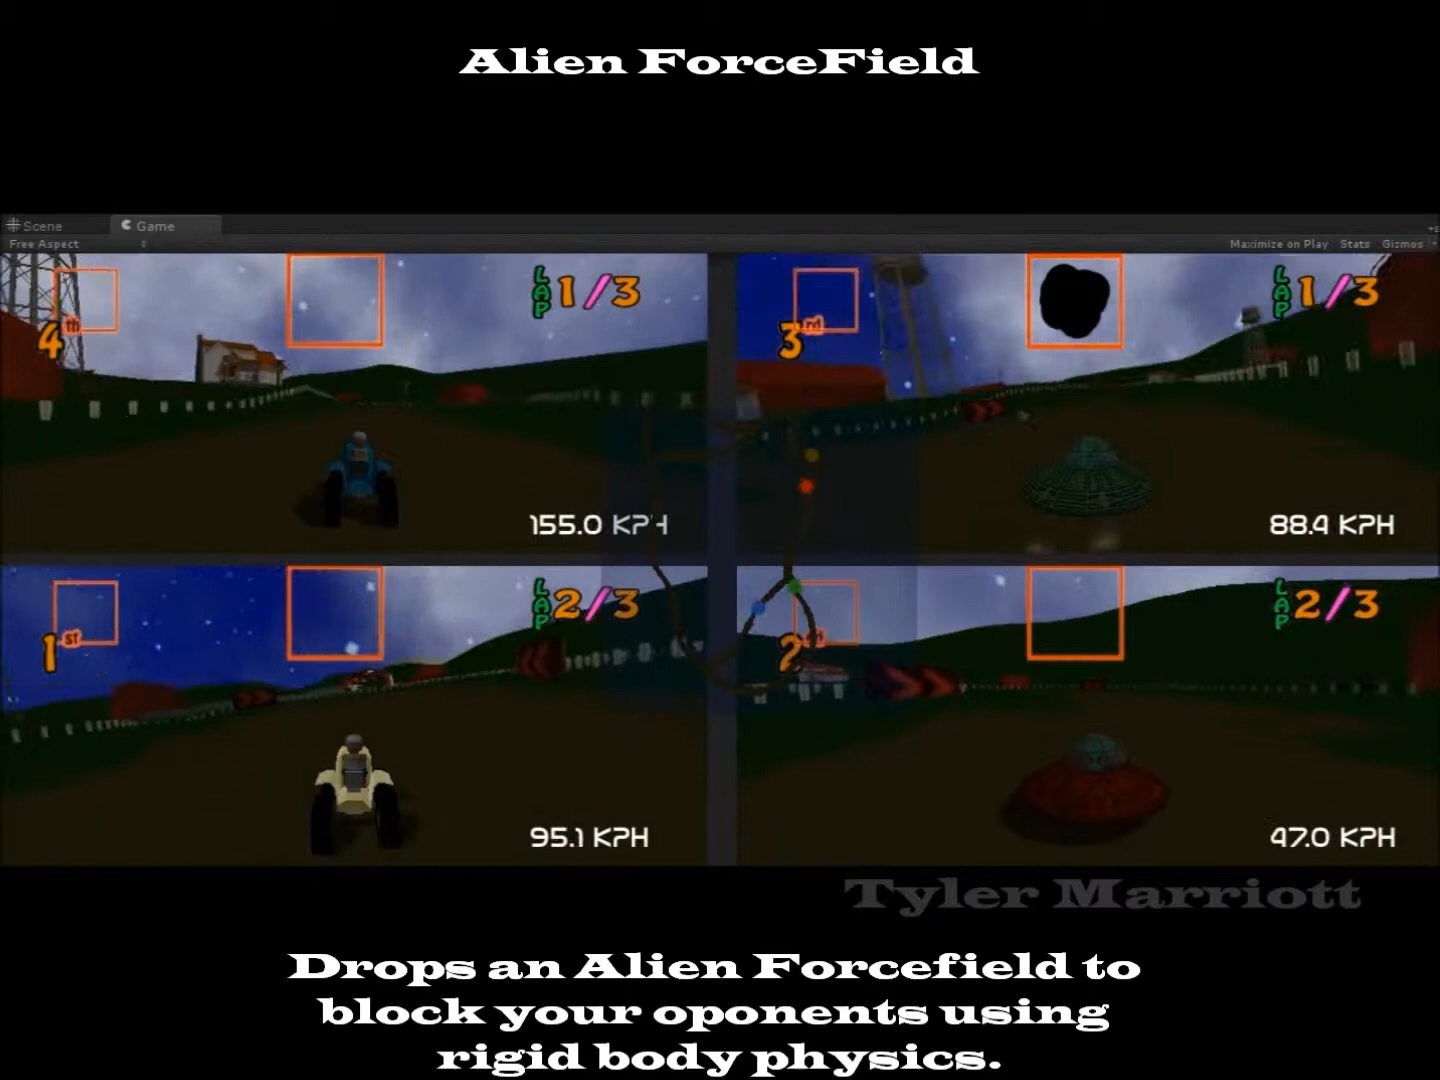 Alien ForceField
Scene
Game
Free Aspect
Maximize on Play Stats Gizmos
4th
LAP 1/3
155.0 KPH
3rd
LAP 1/3
88.4 KPH
1st
LAP 2/3
95.1 KPH
2nd
LAP 2/3
47.0 KPH
Tyler Marriott
Drops an Alien Forcefield to
block your oponents using
rigid body physics.